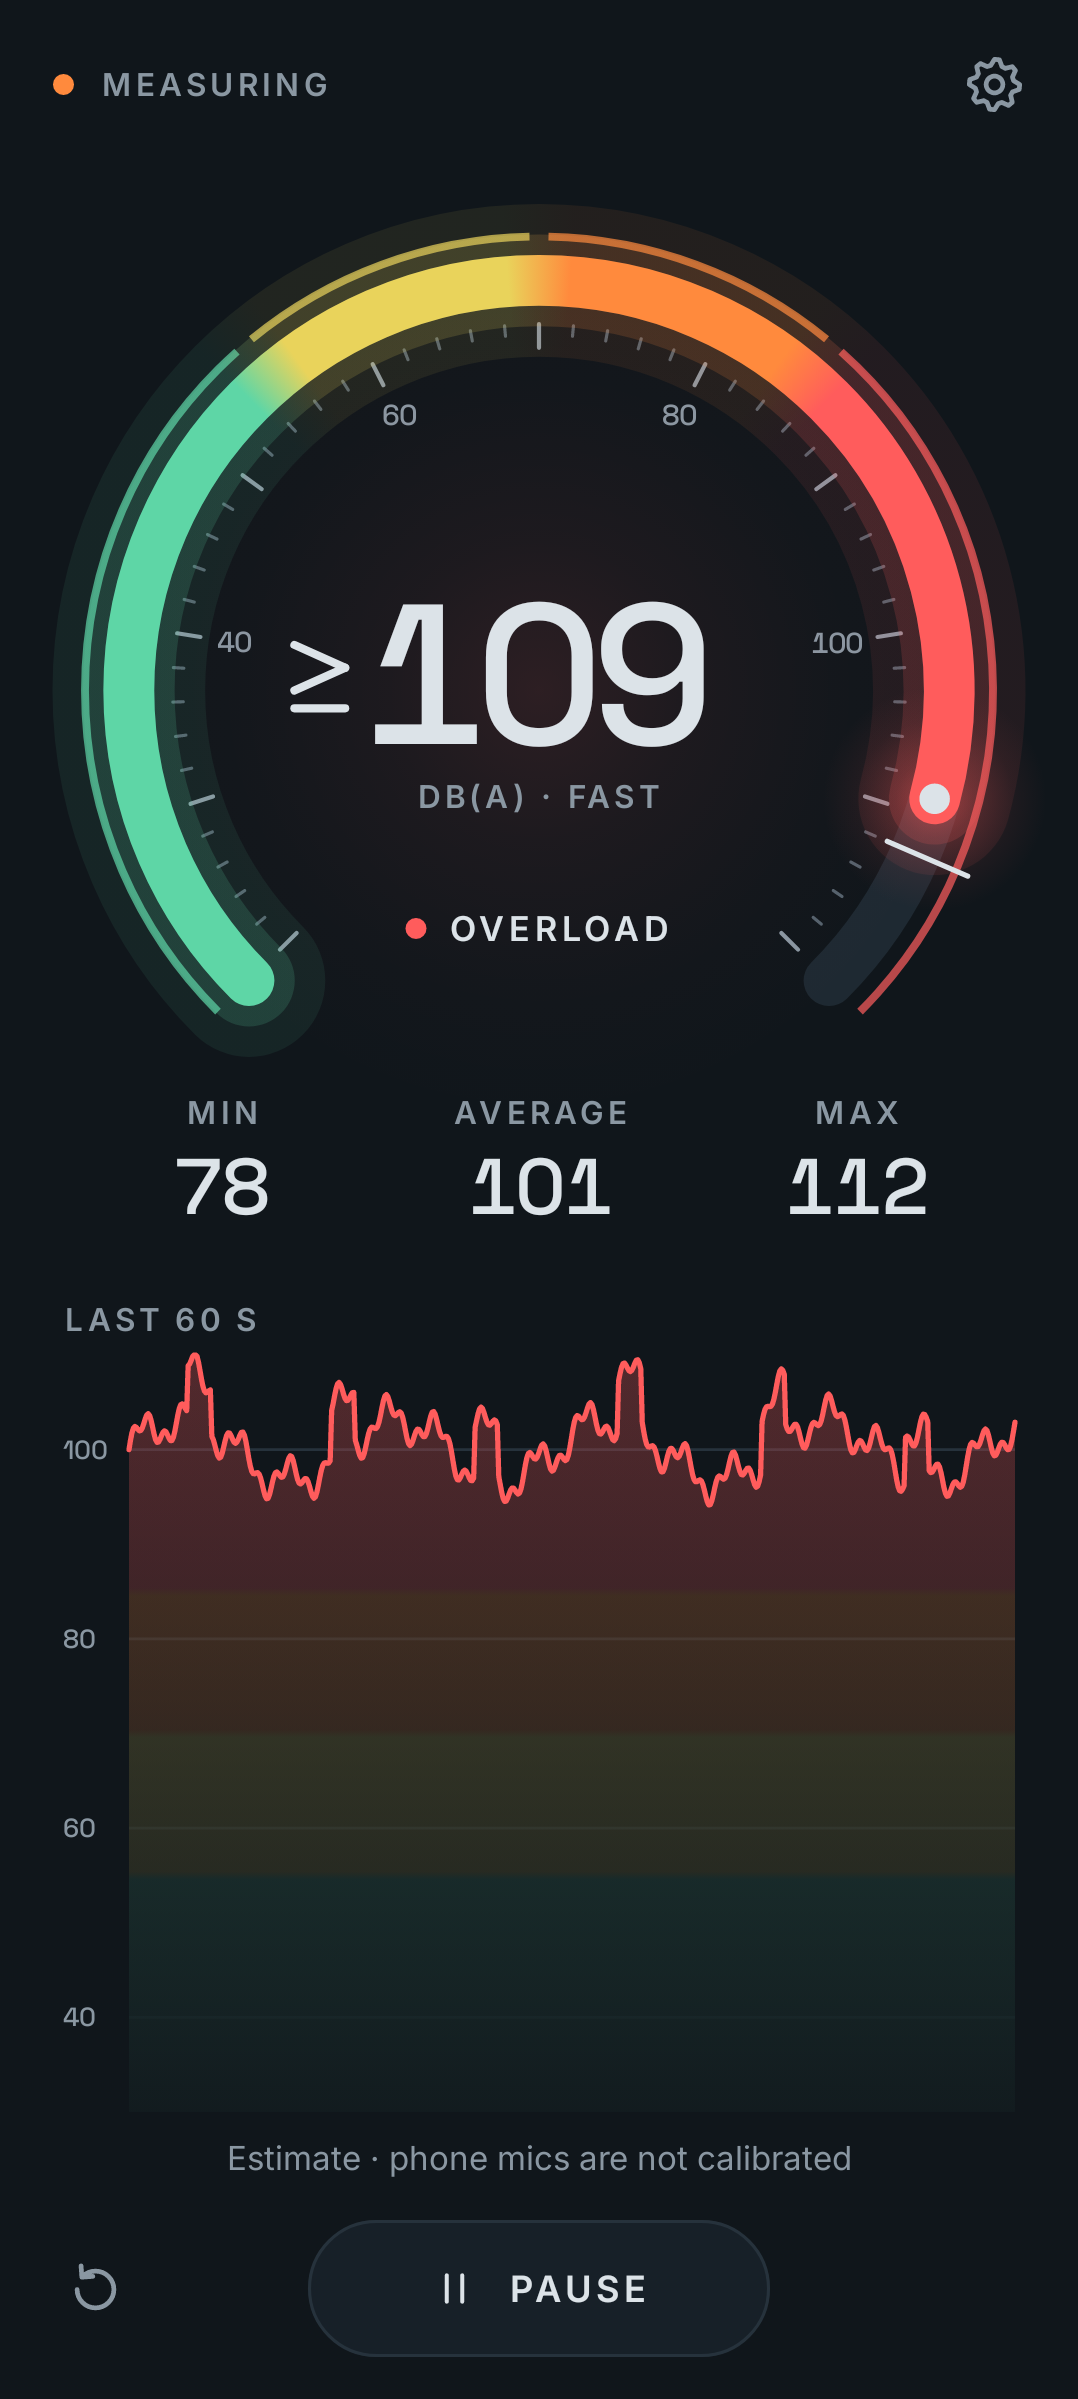 MEASURING
60
80
40
100
≥109
DB(A) · FAST
OVERLOAD
MIN
AVERAGE
MAX
78
101
112
LAST 60 S
100
80
60
40
Estimate · phone mics are not calibrated
PAUSE